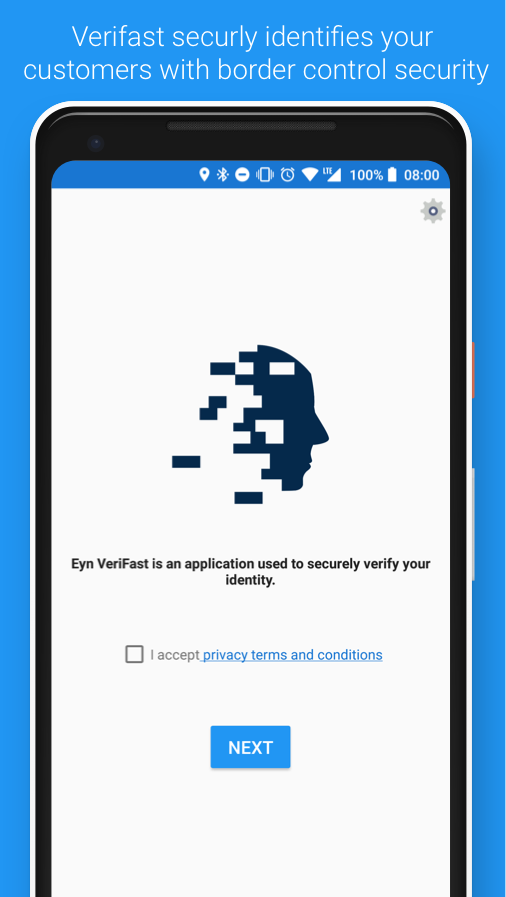 Verifast securly identifies your
customers with border control security
LTE 100% 08:00
Eyn VeriFast is an application used to securely verify your
identity.
I accept privacy terms and conditions
NEXT